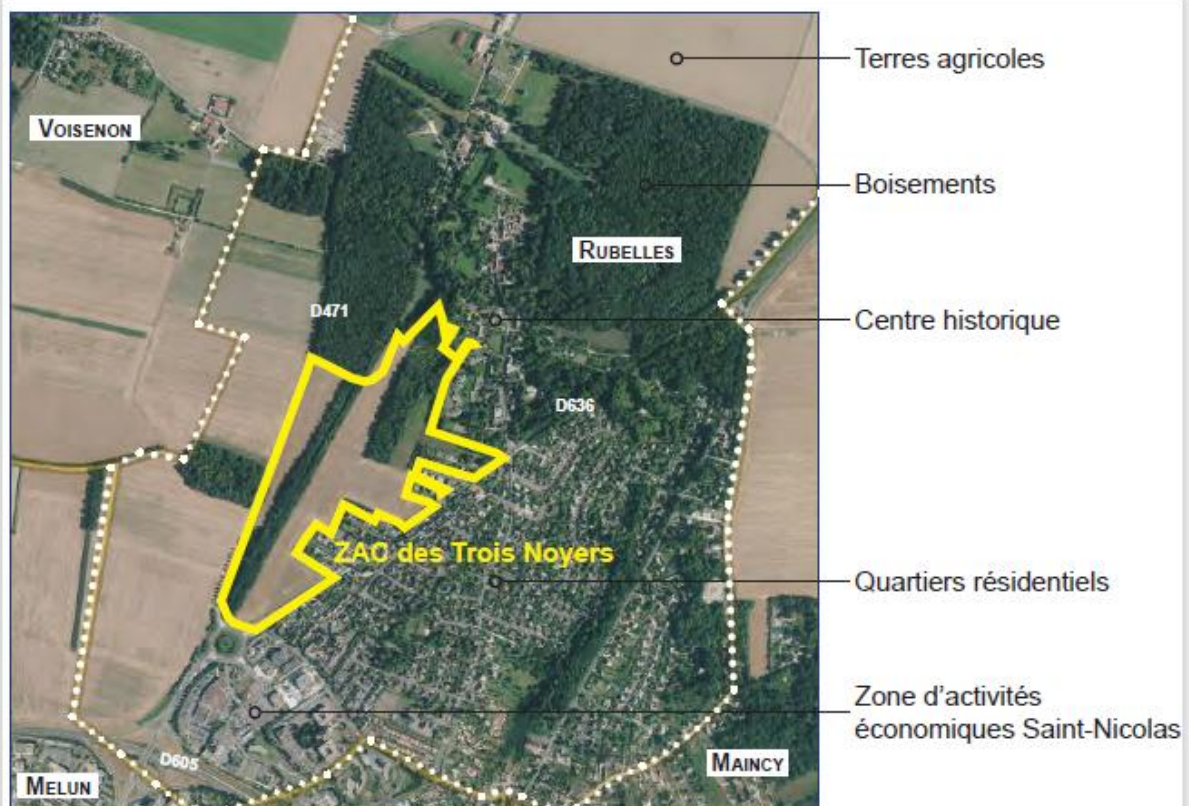 Terres agricoles
VOISENON
Boisements
RUBELLES
D471
Centre historique
D636
ZAC des Trois Noyers
Quartiers résidentiels
Zone d'activités
économiques Saint-Nicolas
D605
MAINCY
MELUN